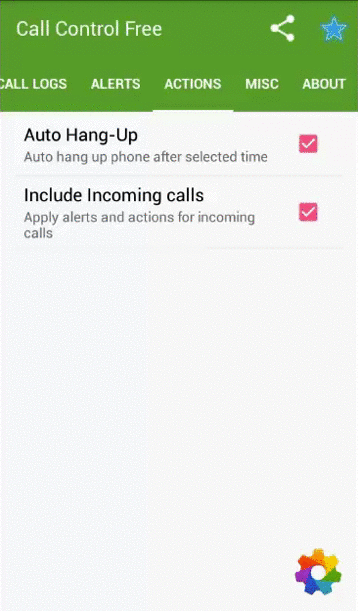 Call Control Free
CALL LOGS ALERTS ACTIONS MISC ABOUT
Auto Hang-Up
Auto hang up phone after selected time
Include Incoming calls
Apply alerts and actions for incoming
calls